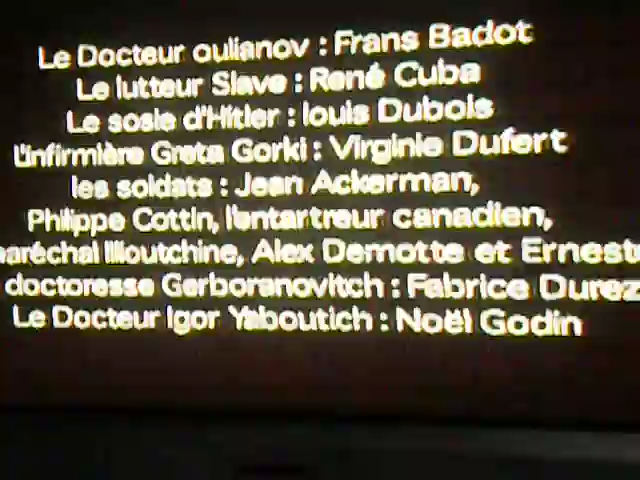 Le Docteur oulianov : Frans Badot
Le lutteur Slave : René Cuba
Le sosie d'Hitler : louis Dubois
L'infirmière Greta Gorki : Virginie Dufert
les soldats : Jean Ackerman,
Philippe Cottin, l'entartreur canadien,
maréchal Illioutchine, Alex Demotte et Ernest
doctoresse Gerboranovitch : Fabrice Durez
Le Docteur Igor Yaboutich : Noël Godin